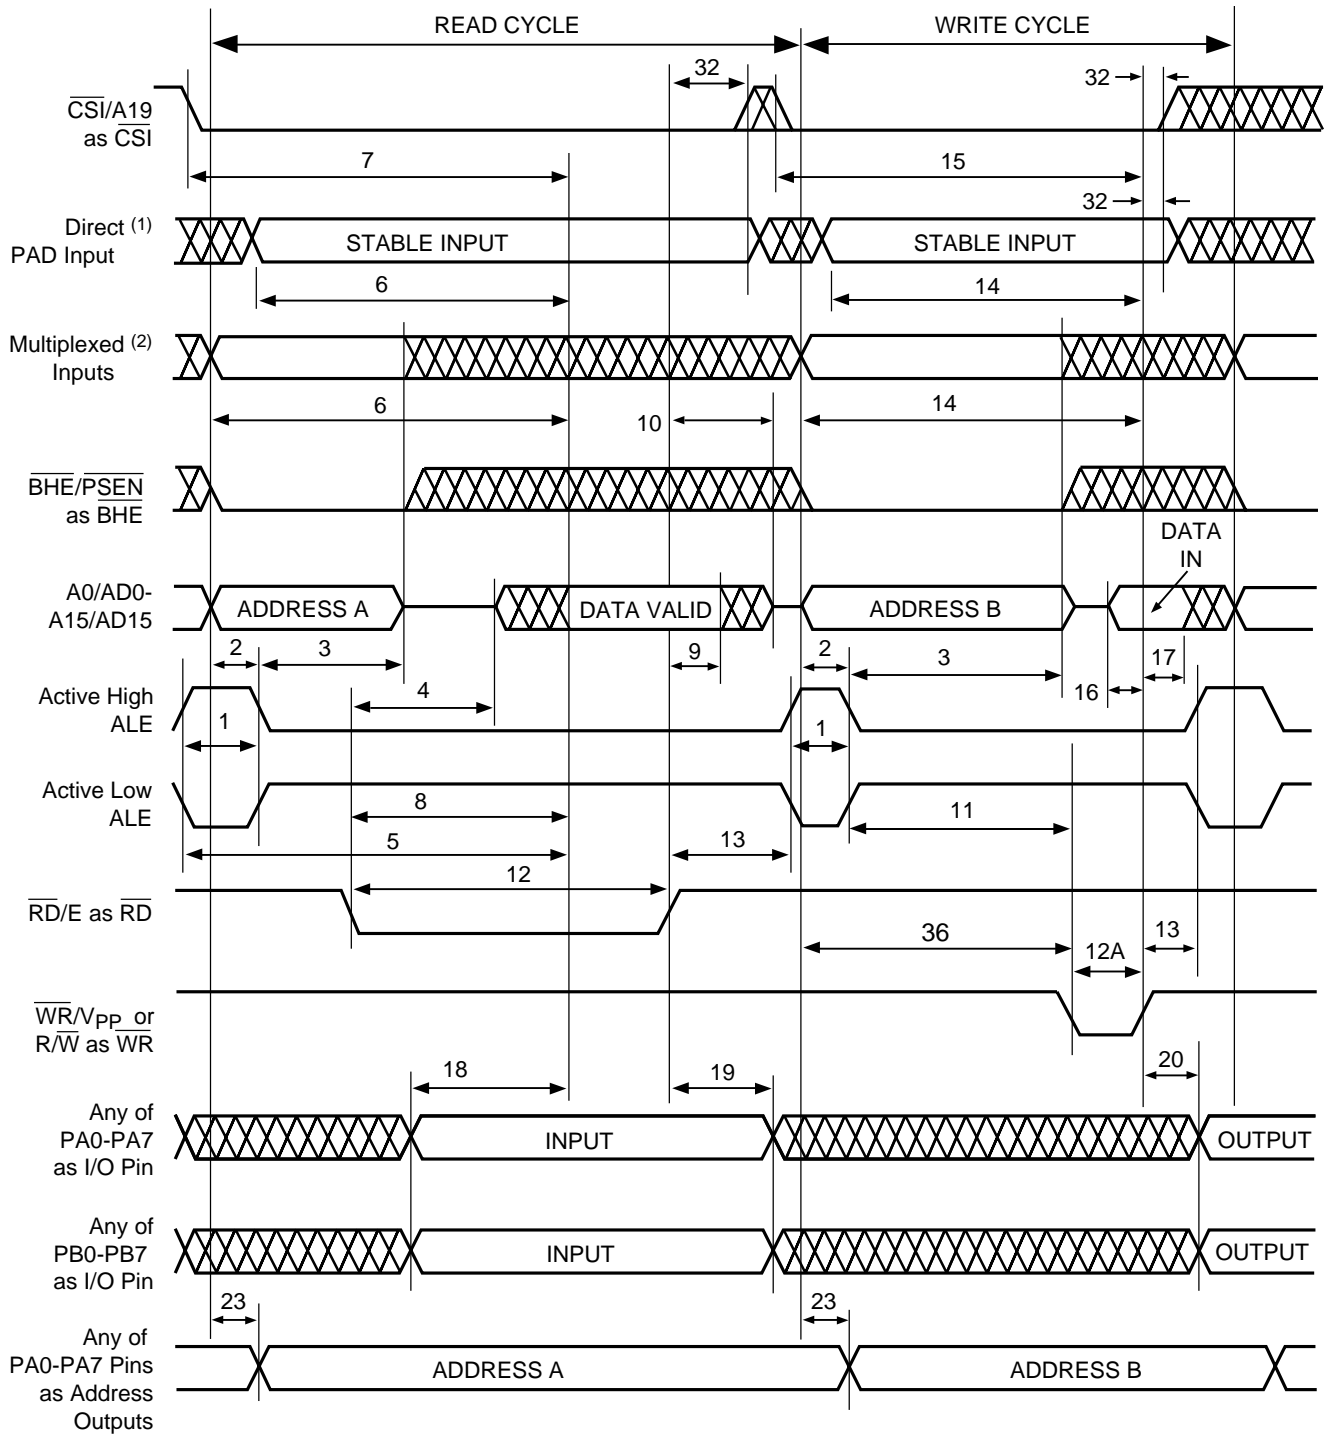 READ CYCLE WRITE CYCLE
32 32
CSI/A19
as CSI
7 15
32
Direct (1)
PAD Input
STABLE INPUT STABLE INPUT
6 14
Multiplexed (2)
Inputs
6 10 14
BHE/PSEN
as BHE
DATA
IN
A0/AD0-
A15/AD15
ADDRESS A DATA VALID ADDRESS B
2 3 9 2 3 17
4 16
Active High
ALE
1 1
Active Low
ALE
8 11
5 13
12
RD/E as RD
36 12A 13
WR/VPP or
R/W as WR
18 19 20
Any of
PA0-PA7
as I/O Pin
INPUT OUTPUT
Any of
PB0-PB7
as I/O Pin
INPUT OUTPUT
23 23
Any of
PA0-PA7 Pins
as Address
Outputs
ADDRESS A ADDRESS B